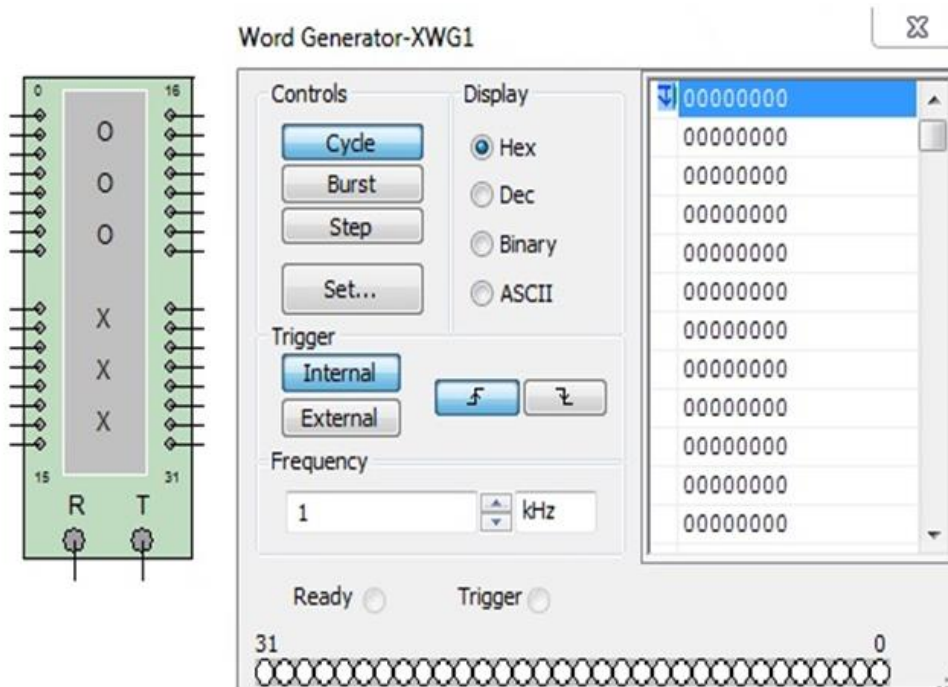 Word Generator-XWG1
0 16
O
O
O
X
X
X
15 31
R T
Controls
Cycle
Burst
Step
Set...
Display
Hex
Dec
Binary
ASCII
Trigger
Internal
External
Frequency
1 kHz
Ready Trigger
31 0
00000000
00000000
00000000
00000000
00000000
00000000
00000000
00000000
00000000
00000000
00000000
00000000